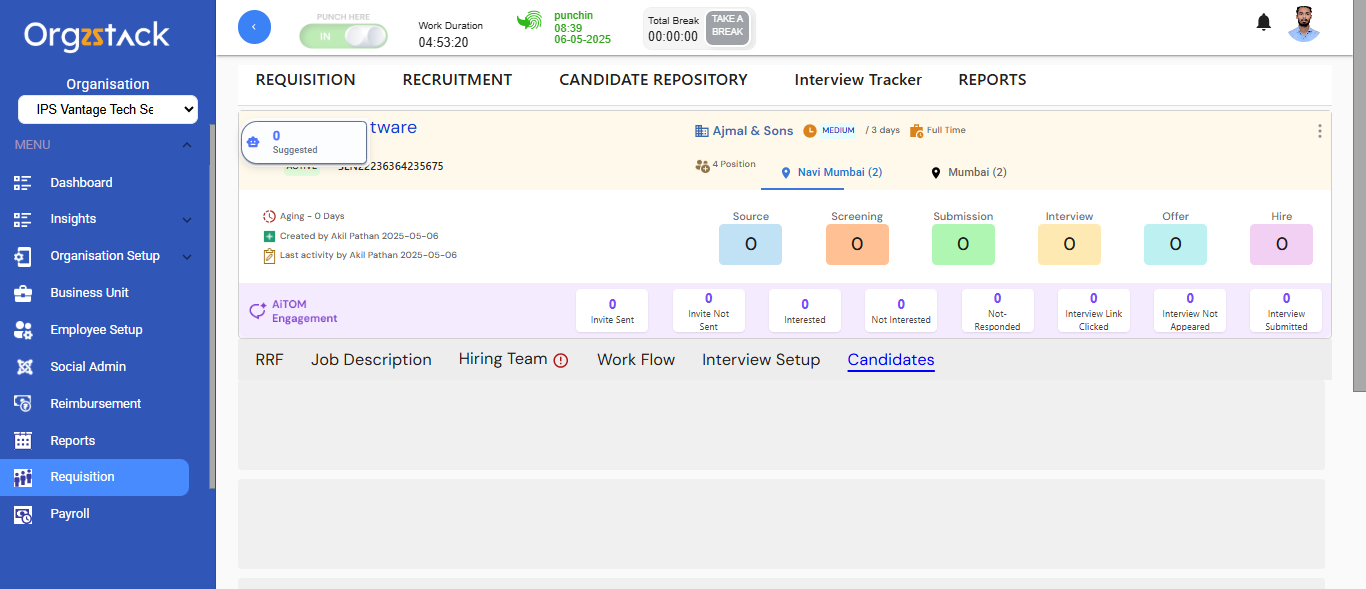 Orgzstack
Organisation
IPS Vantage Tech Se
MENU
Dashboard
Insights
Organisation Setup
Business Unit
Employee Setup
Social Admin
Reimbursement
Reports
Requisition
Payroll
PUNCH HERE
IN
Work Duration
04:53:20
punchin
08:39
06-05-2025
Total Break
00:00:00
TAKE A
BREAK
REQUISITION RECRUITMENT CANDIDATE REPOSITORY Interview Tracker REPORTS
0
Suggested
tware
ACTIVE
Ajmal & Sons MEDIUM / 3 days Full Time
4 Position
Navi Mumbai (2) Mumbai (2)
Aging - 0 Days
Created by Akil Pathan 2025-05-06
Last activity by Akil Pathan 2025-05-06
Source Screening Submission Interview Offer Hire
0 0 0 0 0 0
AiTOM
Engagement
0
Invite Sent
0
Invite Not
Sent
0
Interested
0
Not Interested
0
Not-
Responded
0
Interview Link
Clicked
0
Interview Not
Appeared
0
Interview
Submitted
RRF Job Description Hiring Team Work Flow Interview Setup Candidates